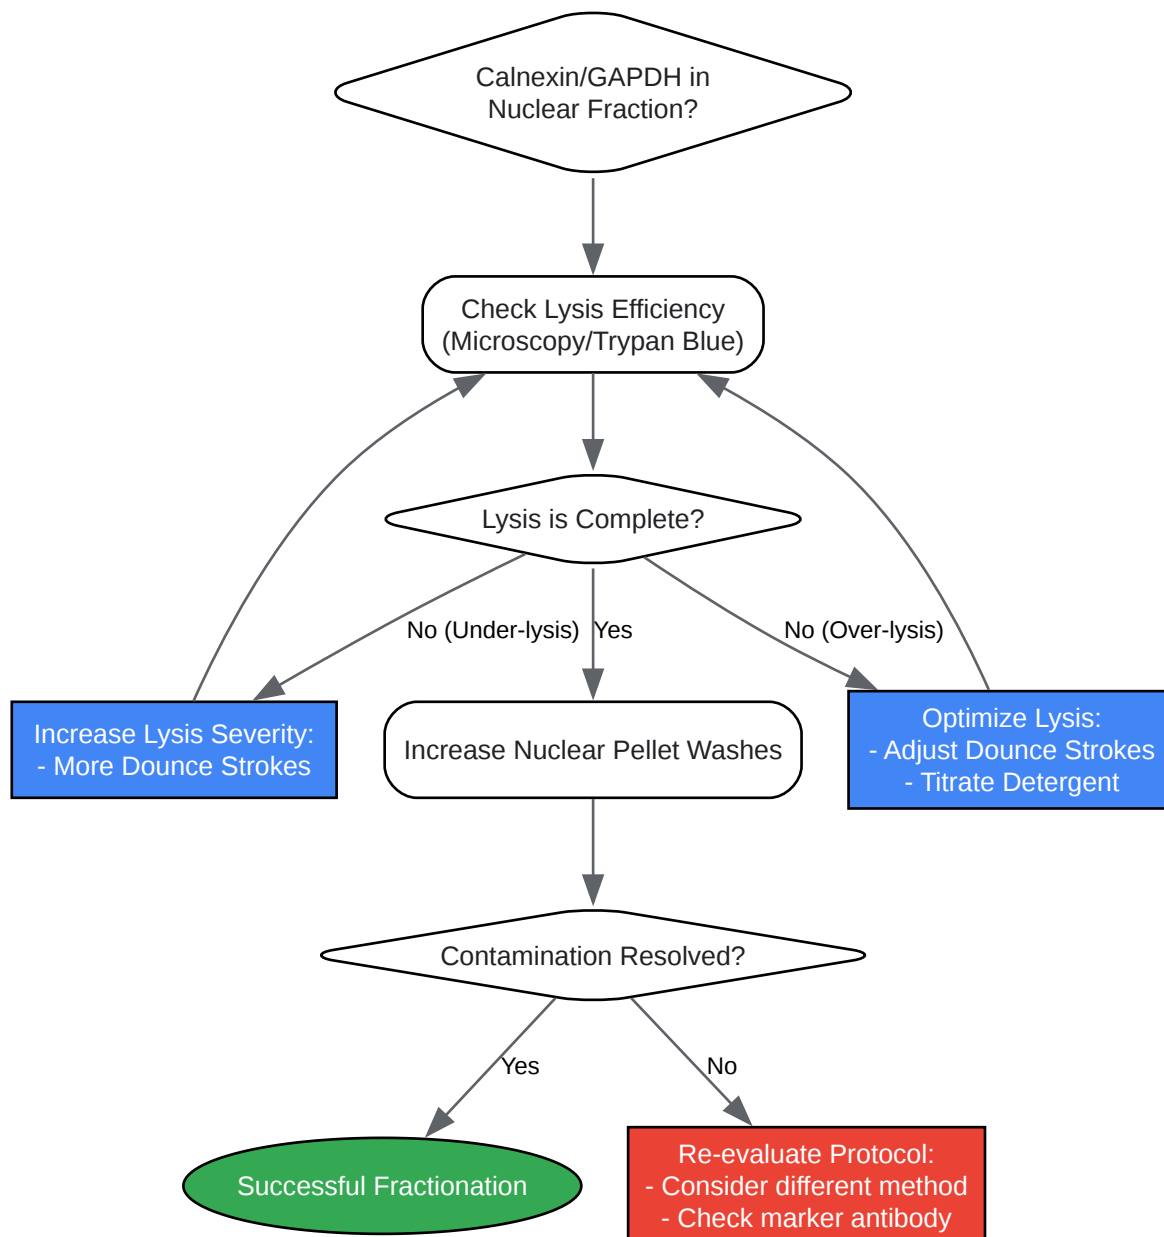 Calnexin/GAPDH in
Nuclear Fraction?
Check Lysis Efficiency
(Microscopy/Trypan Blue)
Lysis is Complete?
No (Under-lysis)
Yes
No (Over-lysis)
Increase Lysis Severity:
- More Dounce Strokes
Increase Nuclear Pellet Washes
Optimize Lysis:
- Adjust Dounce Strokes
- Titrate Detergent
Contamination Resolved?
Yes
No
Successful Fractionation
Re-evaluate Protocol:
- Consider different method
- Check marker antibody